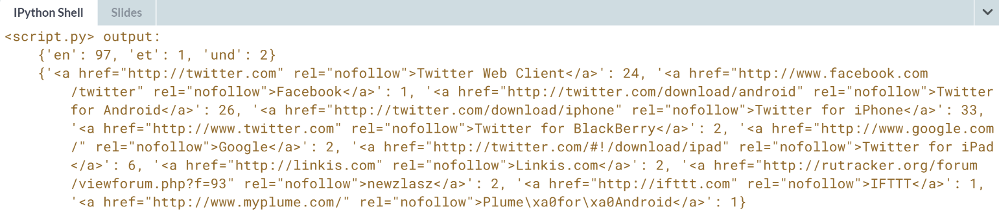 IPython Shell Slides
<script.py> output:
{'en': 97, 'et': 1, 'und': 2}
{'<a href="http://twitter.com" rel="nofollow">Twitter Web Client</a>': 24, '<a href="http://www.facebook.com
/twitter" rel="nofollow">Facebook</a>': 1, '<a href="http://twitter.com/download/android" rel="nofollow">Twitter
for Android</a>': 26, '<a href="http://twitter.com/download/iphone" rel="nofollow">Twitter for iPhone</a>': 33,
'<a href="http://www.twitter.com" rel="nofollow">Twitter for BlackBerry</a>': 2, '<a href="http://www.google.com
/" rel="nofollow">Google</a>': 2, '<a href="http://twitter.com/#!/download/ipad" rel="nofollow">Twitter for iPad
</a>': 6, '<a href="http://linkis.com" rel="nofollow">Linkis.com</a>': 2, '<a href="http://rutracker.org/forum
/viewforum.php?f=93" rel="nofollow">newzlasz</a>': 2, '<a href="http://ifttt.com" rel="nofollow">IFTTT</a>': 1,
'<a href="http://www.myplume.com/" rel="nofollow">Plume\xa0for\xa0Android</a>': 1}